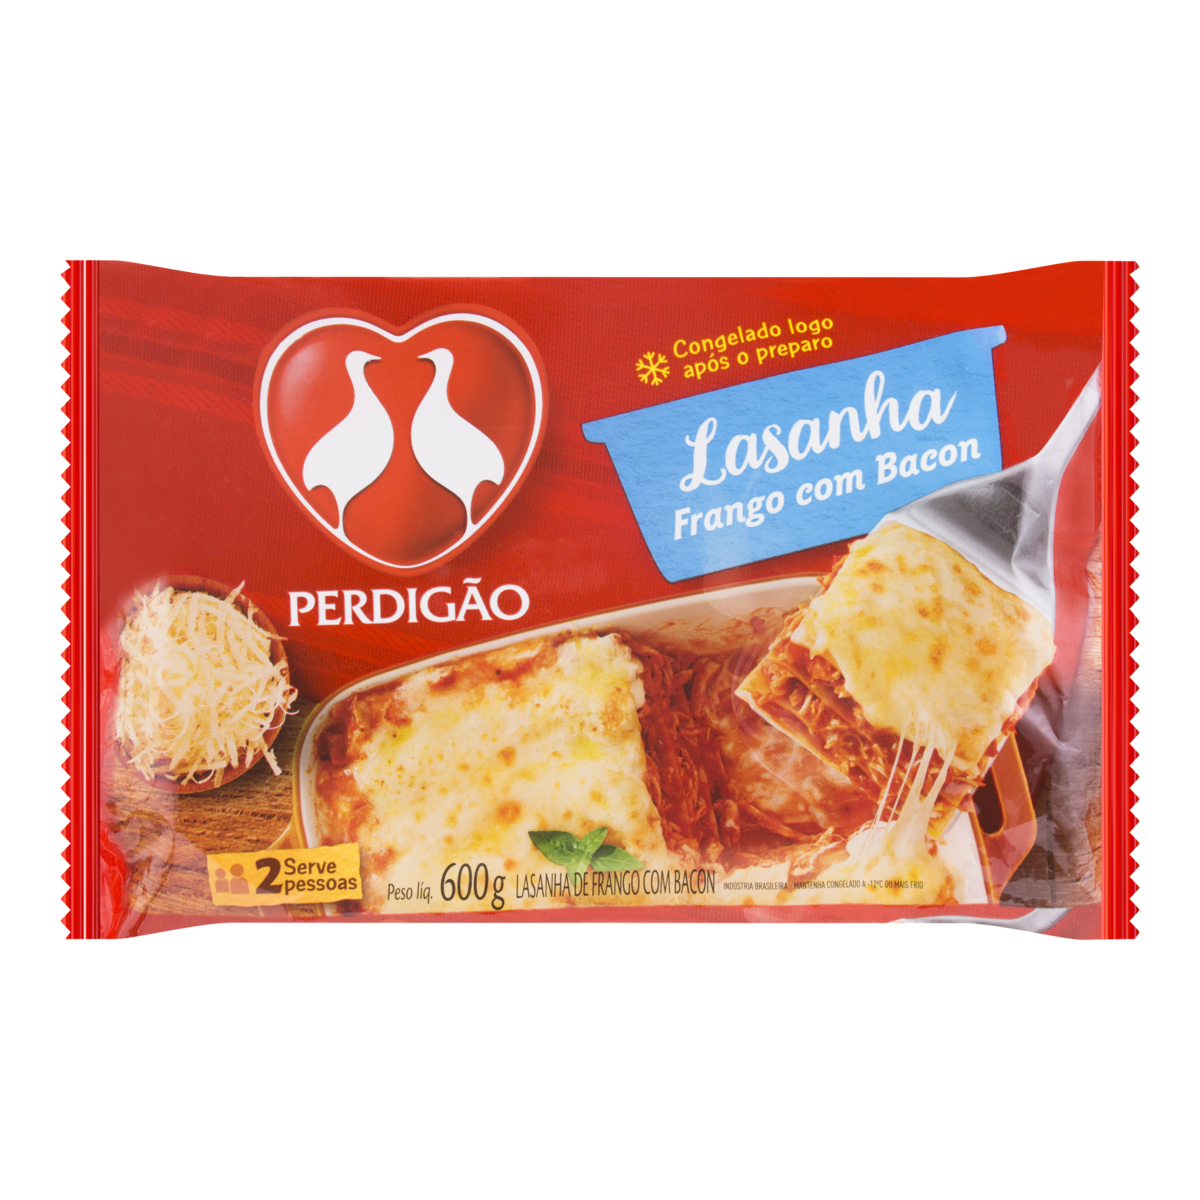 Congelado logo
após o preparo
Lasanha
Frango com Bacon
PERDIGÃO
2 Serve
pessoas
Peso líq. 600g LASANHA DE FRANGO COM BACON INDÚSTRIA BRASILEIRA - MANTENHA CONGELADO A -12ºC OU MAIS FRIO